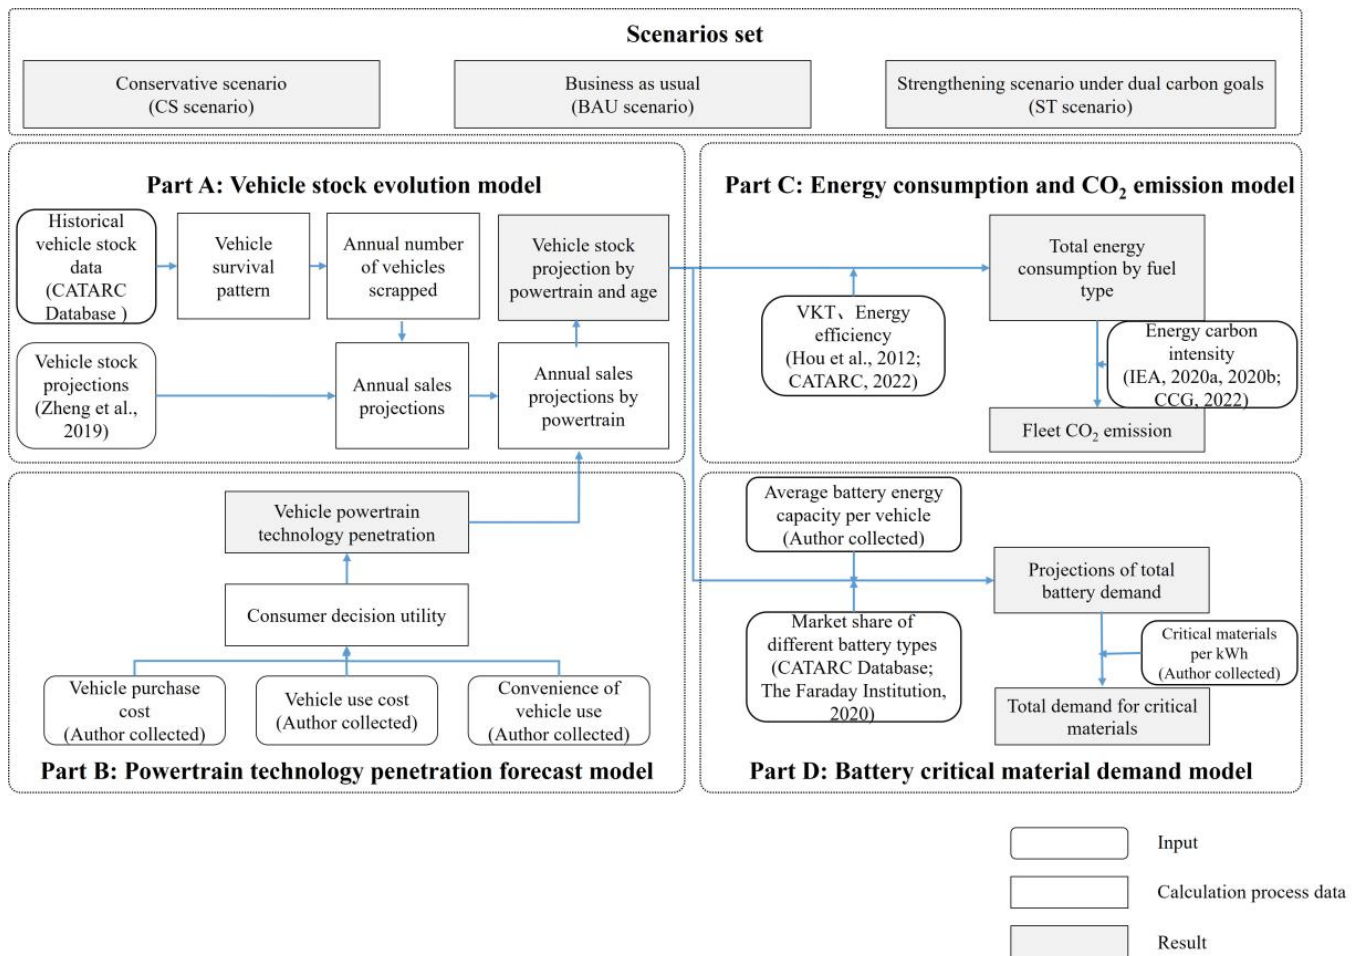 Scenarios set
Conservative scenario
(CS scenario)
Business as usual
(BAU scenario)
Strengthening scenario under dual carbon goals
(ST scenario)
Part A: Vehicle stock evolution model
Historical
vehicle stock
data
(CATARC
Database )
Vehicle
survival
pattern
Annual number
of vehicles
scrapped
Vehicle stock
projection by
powertrain and age
Vehicle stock
projections
(Zheng et al.,
2019)
Annual sales
projections
Annual sales
projections by
powertrain
Part C: Energy consumption and CO₂ emission model
Total energy
consumption by fuel
type
VKT、Energy
efficiency
(Hou et al., 2012;
CATARC, 2022)
Energy carbon
intensity
(IEA, 2020a, 2020b;
CCG, 2022)
Fleet CO₂ emission
Vehicle powertrain
technology penetration
Consumer decision utility
Vehicle purchase
cost
(Author collected)
Vehicle use cost
(Author collected)
Convenience of
vehicle use
(Author collected)
Part B: Powertrain technology penetration forecast model
Average battery energy
capacity per vehicle
(Author collected)
Projections of total
battery demand
Market share of
different battery types
(CATARC Database;
The Faraday Institution,
2020)
Critical materials
per kWh
(Author collected)
Total demand for critical
materials
Part D: Battery critical material demand model
Input
Calculation process data
Result